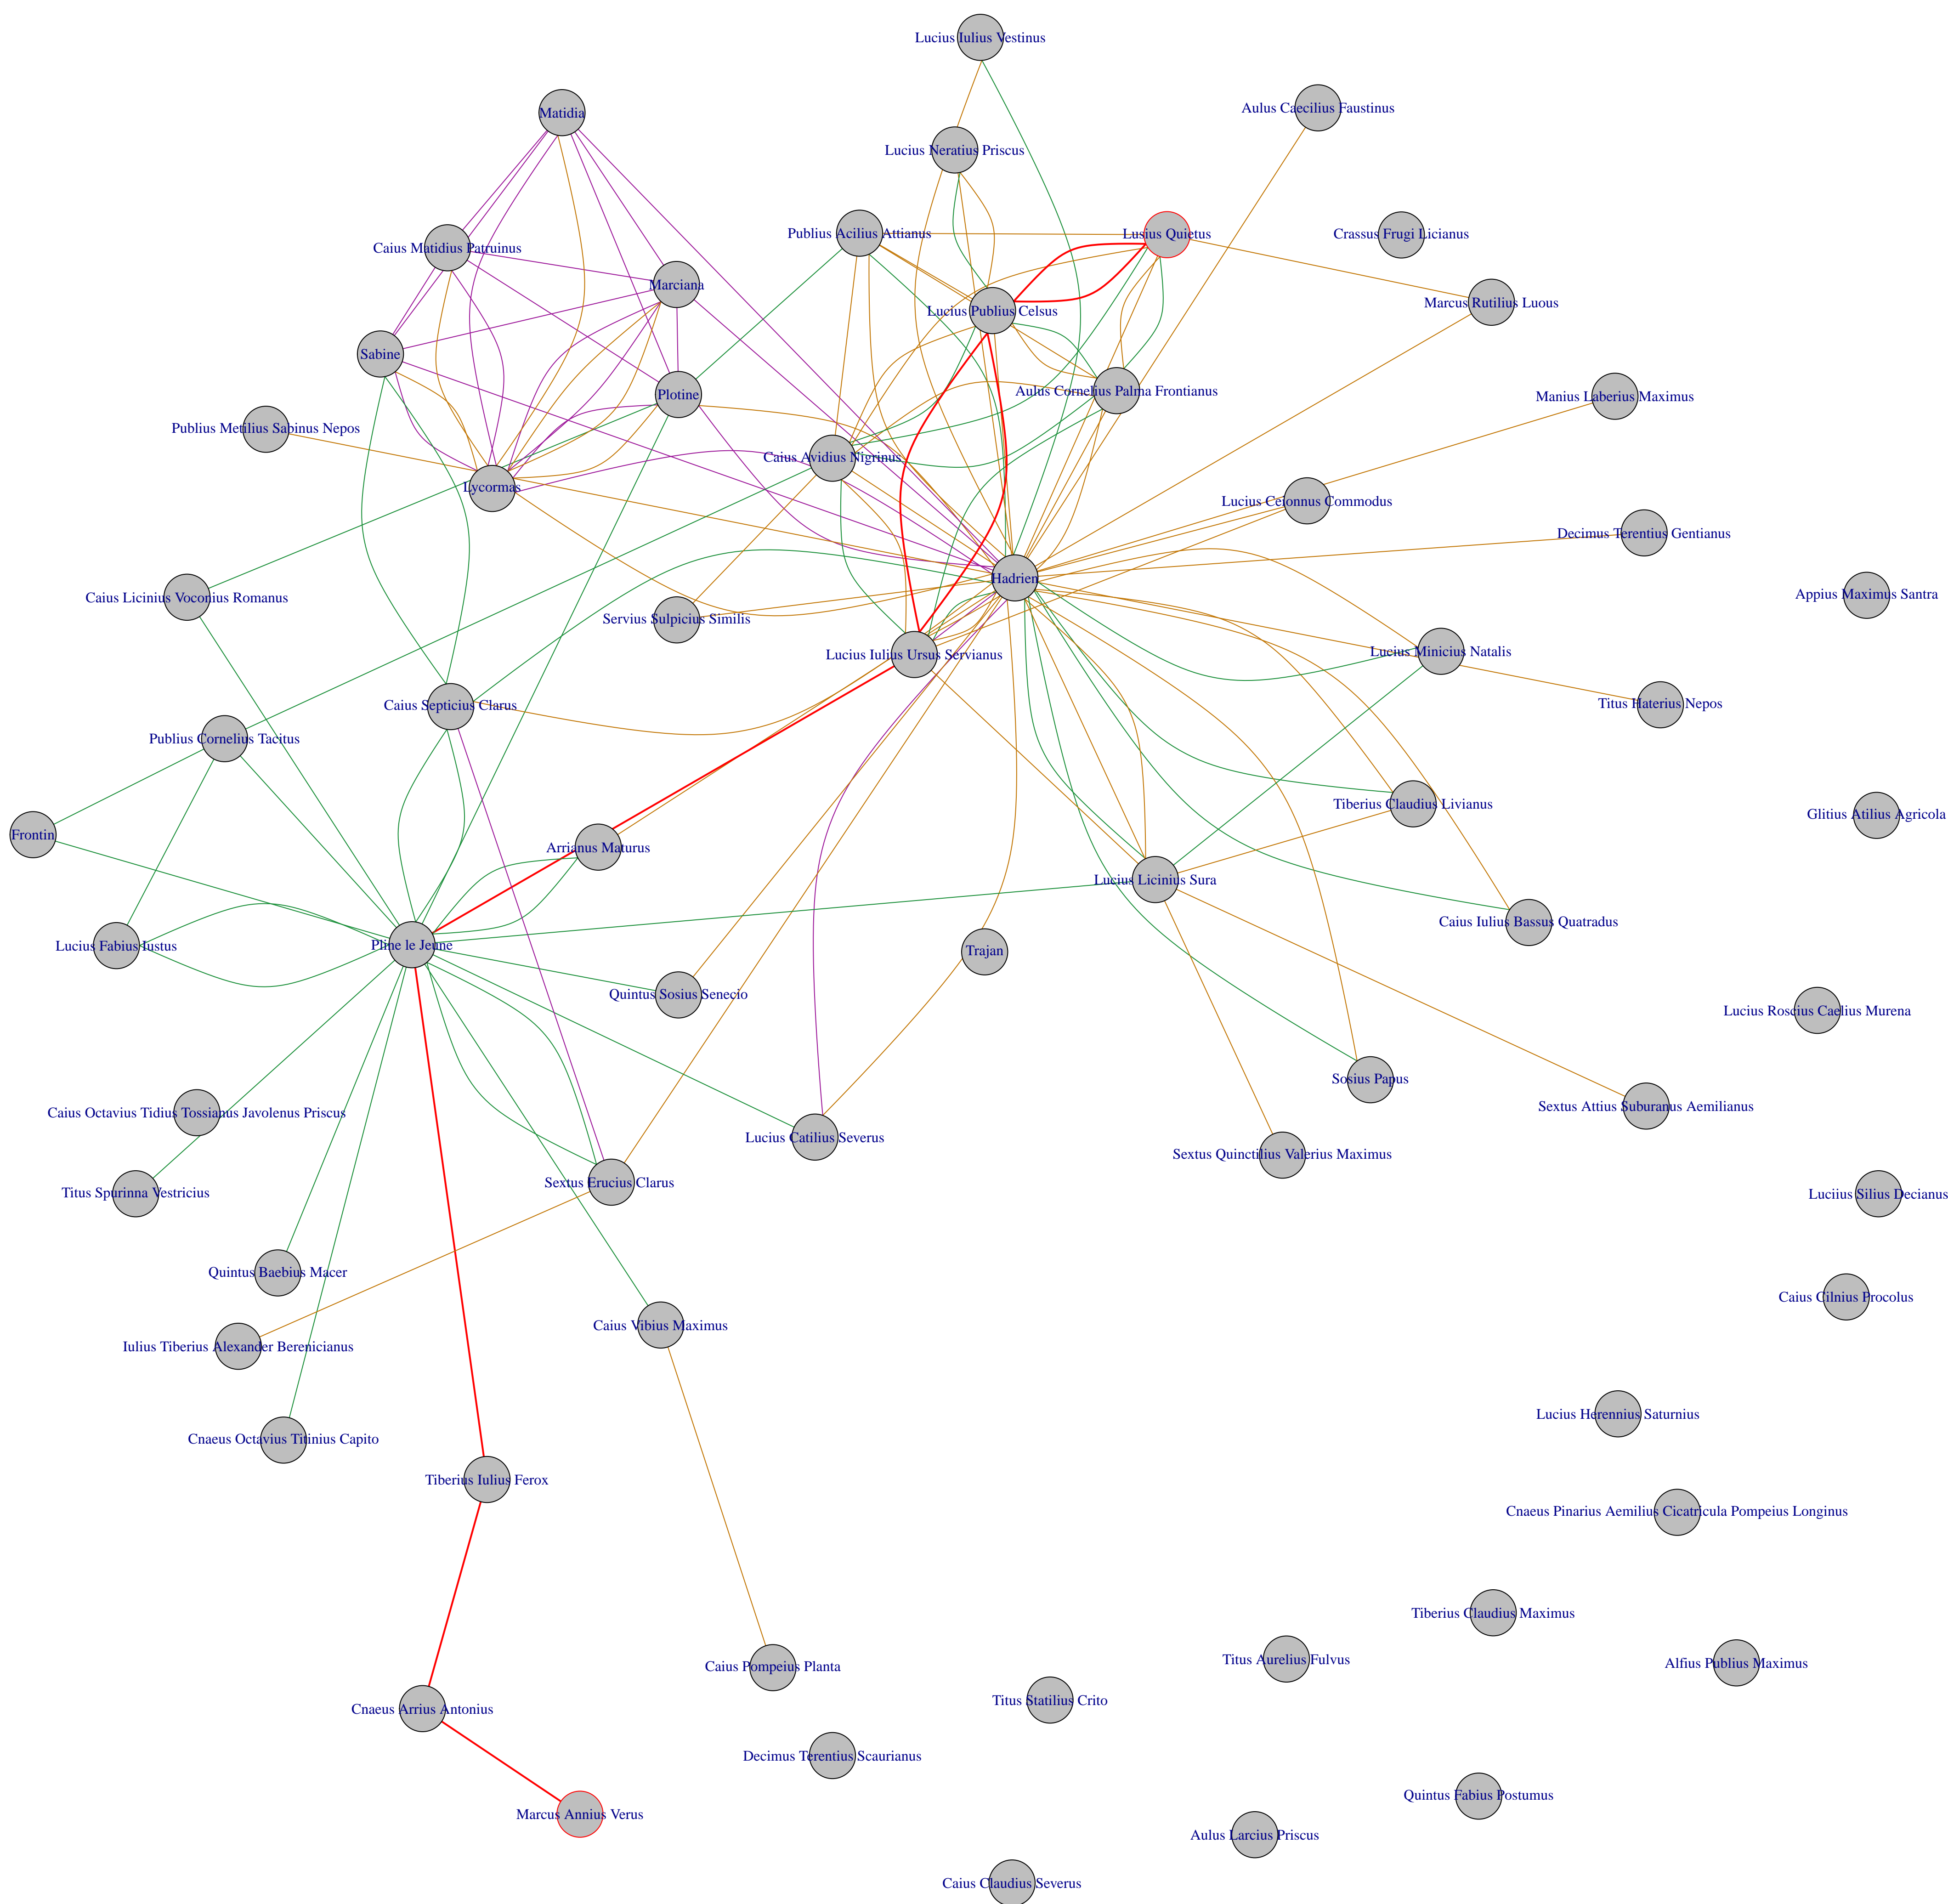 Lucius Iulius Vestinus
Aulus Caecilius Faustinus
Matidia
Lucius Neratius Priscus
Publius Acilius Attianus
Lusius Quietus
Crassus Frugi Licianus
Caius Matidius Patruinus
Marciana
Marcus Rutilius Luous
Lucius Publius Celsus
Sabine
Aulus Cornelius Palma Frontianus
Plotine
Manius Laberius Maximus
Publius Metilius Sabinus Nepos
Caius Avidius Nigrinus
Lycormas
Lucius Ceionnus Commodus
Decimus Terentius Gentianus
Hadrien
Appius Maximus Santra
Caius Licinius Voconius Romanus
Servius Sulpicius Similis
Lucius Iulius Ursus Servianus
Lucius Minicius Natalis
Titus Haterius Nepos
Caius Septicius Clarus
Publius Cornelius Tacitus
Tiberius Claudius Livianus
Glitius Atilius Agricola
Frontin
Arrianus Maturus
Lucius Licinius Sura
Caius Iulius Bassus Quatradus
Lucius Fabius Iustus
Pline le Jeune
Trajan
Quintus Sosius Senecio
Lucius Roscius Caelius Murena
Sosius Papus
Sextus Attius Suburanus Aemilianus
Caius Octavius Tidius Tossianus Javolenus Priscus
Lucius Catilius Severus
Sextus Quinctilius Valerius Maximus
Sextus Erucius Clarus
Titus Spurinna Vestricius
Luciius Silius Decianus
Quintus Baebius Macer
Caius Cilnius Procolus
Caius Vibius Maximus
Iulius Tiberius Alexander Berenicianus
Lucius Herennius Saturnius
Cnaeus Octavius Titinius Capito
Tiberius Iulius Ferox
Cnaeus Pinarius Aemilius Cicatricula Pompeius Longinus
Tiberius Claudius Maximus
Titus Aurelius Fulvus
Alfius Publius Maximus
Caius Pompeius Planta
Titus Statilius Crito
Cnaeus Arrius Antonius
Decimus Terentius Scaurianus
Quintus Fabius Postumus
Marcus Annius Verus
Aulus Larcius Priscus
Caius Claudius Severus